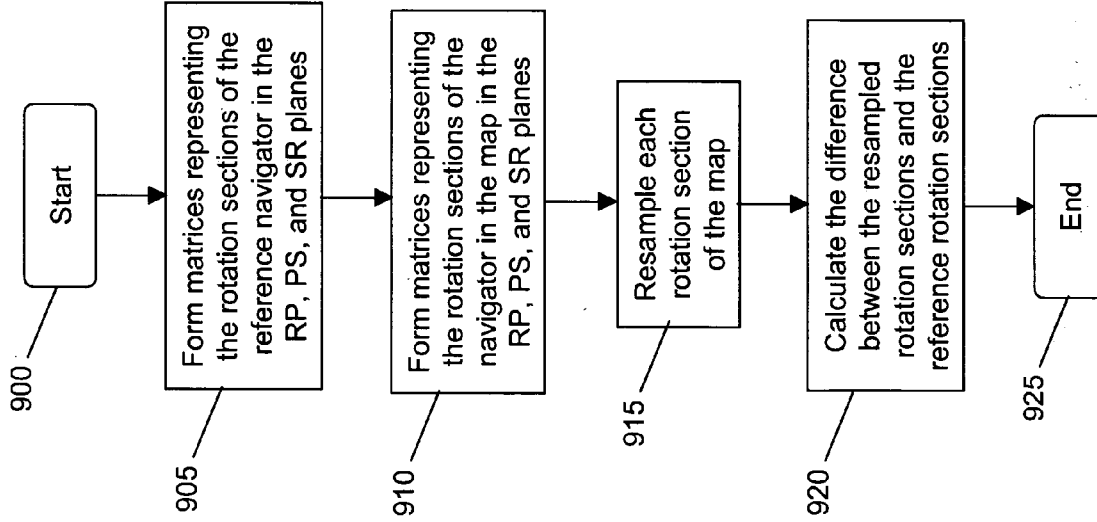 900
Start
905
Form matrices representing
the rotation sections of the
reference navigator in the
RP, PS, and SR planes
910
Form matrices representing
the rotation sections of the
navigator in the map in the
RP, PS, and SR planes
915
Resample each
rotation section
of the map
920
Calculate the difference
between the resampled
rotation sections and the
reference rotation sections
925
End